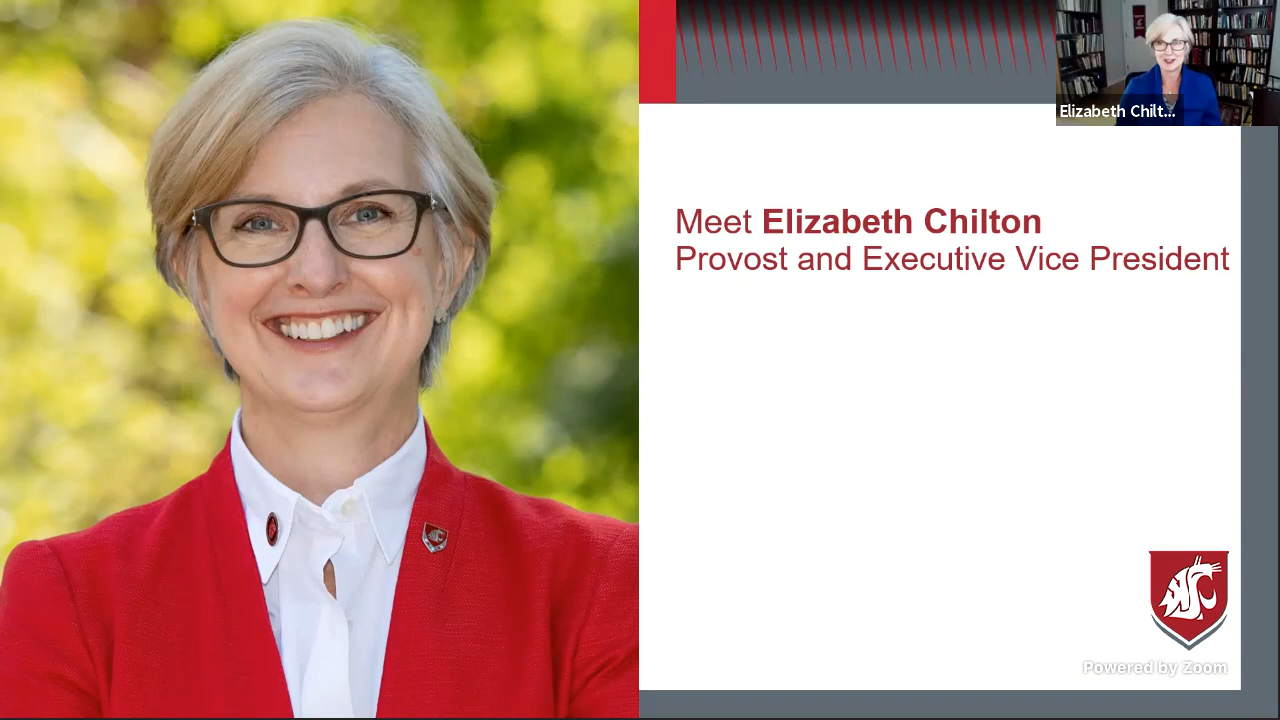 Elizabeth Chilt...
Meet Elizabeth Chilton
Provost and Executive Vice President
Powered by Zoom